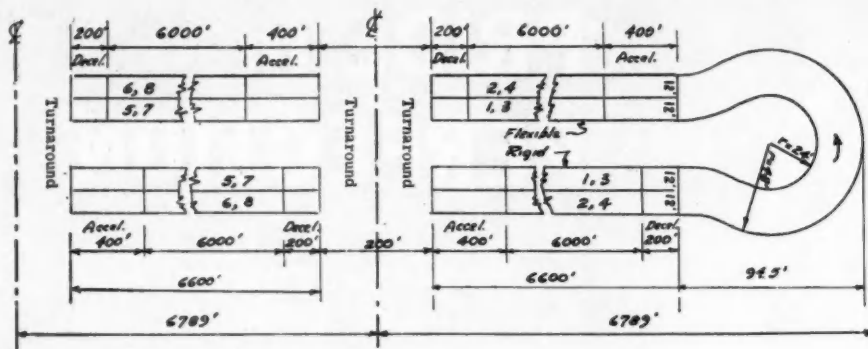 200' 6000' 400' 200' 6000' 400'
Decel. Accel. Decel. Accel.
6,8 2,4 12'
5,7 1,3 12'
Turnaround Turnaround Turnaround
Flexible
Rigid
5,7 1,3 12'
6,8 2,4 12'
Accel. Decel. Accel. Decel.
400' 6000' 200' 200' 400' 6000' 200'
6600' 6600' 94.5'
6789' 6789'